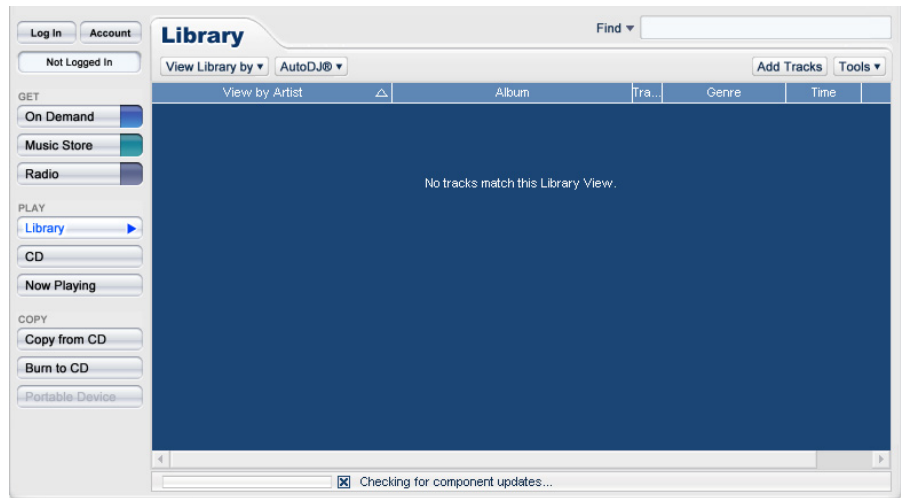 Log In Account
Not Logged In
GET
On Demand
Music Store
Radio
PLAY
Library
CD
Now Playing
COPY
Copy from CD
Burn to CD
Portable Device
Library
Find
View Library by AutoDJ® Add Tracks Tools
View by Artist Album Tra... Genre Time
No tracks match this Library View.
Checking for component updates...